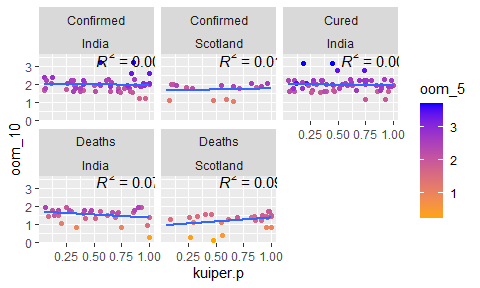 Confirmed Confirmed Cured
India Scotland India
R² = 0.00 R² = 0.01 R² = 0.00
3
2
1
0
0.25 0.50 0.75 1.00
Deaths Deaths
India Scotland
R² = 0.07 R² = 0.09
3
2
1
0
0.25 0.50 0.75 1.00 0.25 0.50 0.75 1.00
kuiper.p
oom_10
oom_5
3
2
1